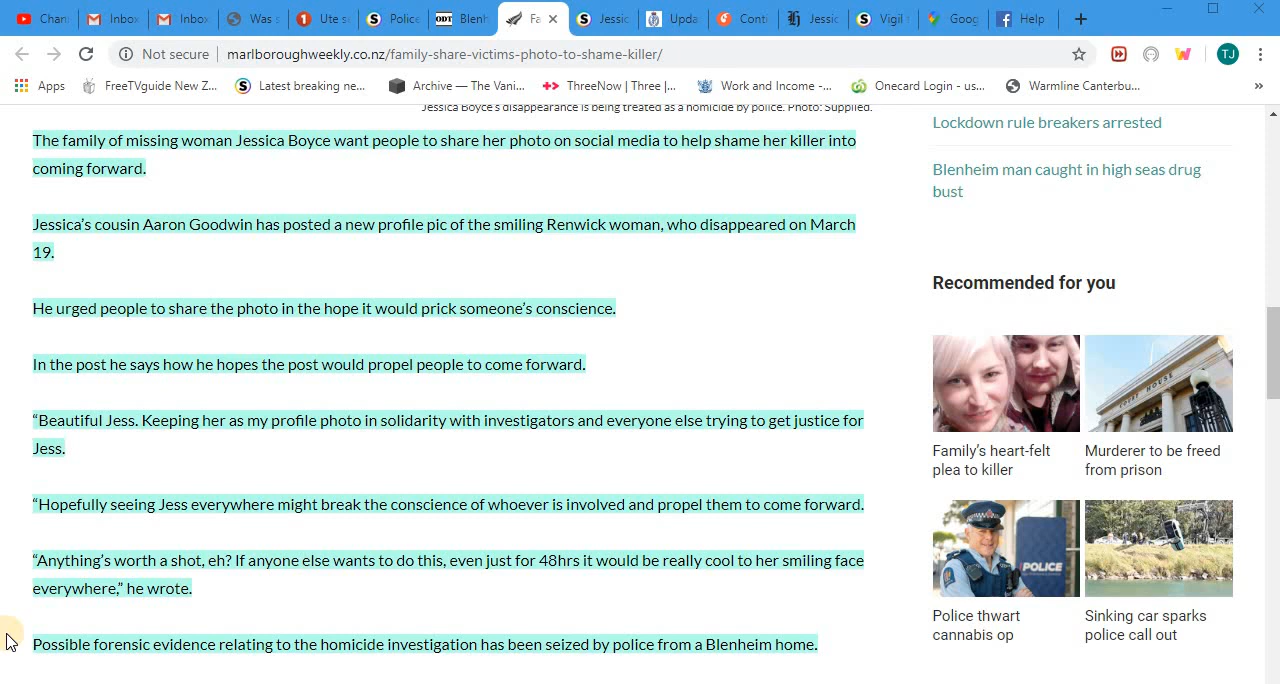 Chan
Inbox
Inbox
Was s
Ute s
Police
ODT Blenh
Fa
Jessic
Upda
Cont
Jessic
Vigil
Goog
Help
Not secure
marlboroughweekly.co.nz/family-share-victims-photo-to-shame-killer/
TJ
Apps
FreeTVguide New Z...
Latest breaking ne...
Archive — The Vani...
ThreeNow | Three |...
Work and Income -...
Onecard Login - us...
Warmline Canterbu...
»
Jessica Boyce's disappearance is being treated as a homicide by police. Photo: Supplied.
The family of missing woman Jessica Boyce want people to share her photo on social media to help shame her killer into
coming forward.
Jessica’s cousin Aaron Goodwin has posted a new profile pic of the smiling Renwick woman, who disappeared on March
19.
He urged people to share the photo in the hope it would prick someone’s conscience.
In the post he says how he hopes the post would propel people to come forward.
“Beautiful Jess. Keeping her as my profile photo in solidarity with investigators and everyone else trying to get justice for
Jess.
“Hopefully seeing Jess everywhere might break the conscience of whoever is involved and propel them to come forward.
“Anything’s worth a shot, eh? If anyone else wants to do this, even just for 48hrs it would be really cool to her smiling face
everywhere,” he wrote.
Possible forensic evidence relating to the homicide investigation has been seized by police from a Blenheim home.
Lockdown rule breakers arrested
Blenheim man caught in high seas drug
bust
Recommended for you
COURT HOUSE
Family’s heart-felt
plea to killer
Murderer to be freed
from prison
POLICE
Police thwart
cannabis op
Sinking car sparks
police call out